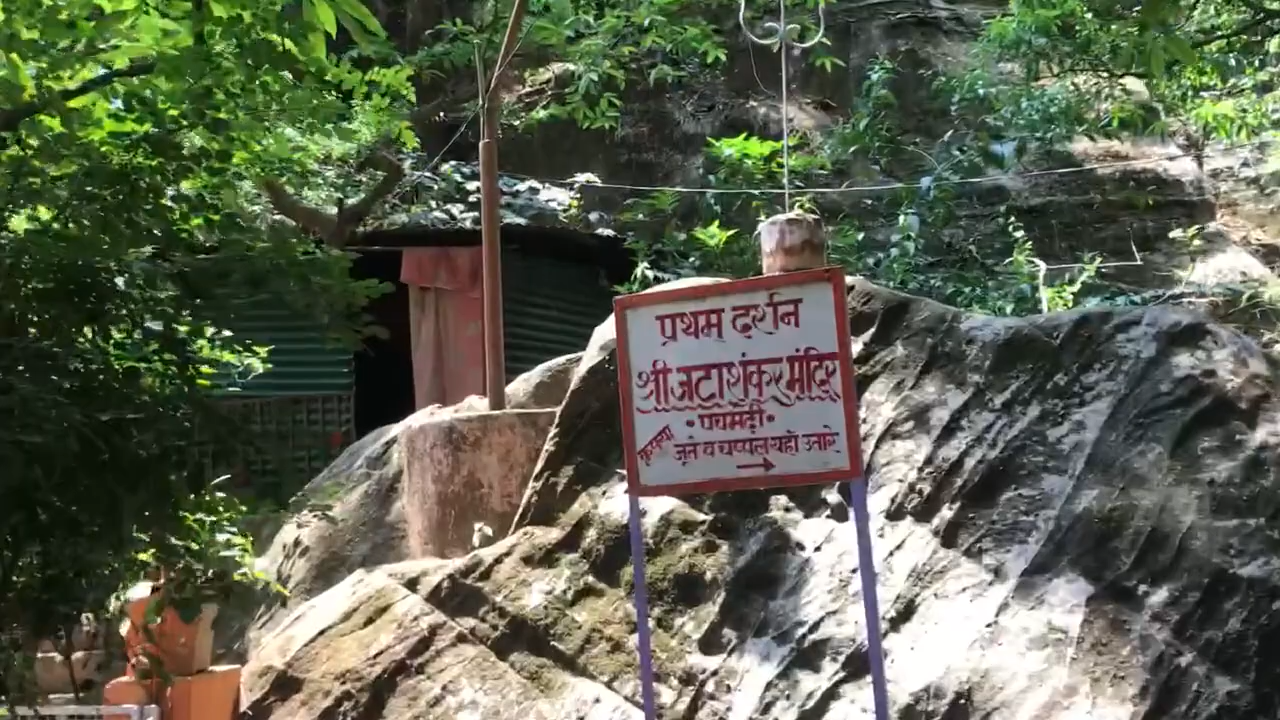 प्रथम दर्शन
श्री जटाशंकर मंदिर
• पचमढ़ी •
कृपया जूते व चप्पल यहाँ उतारे
→